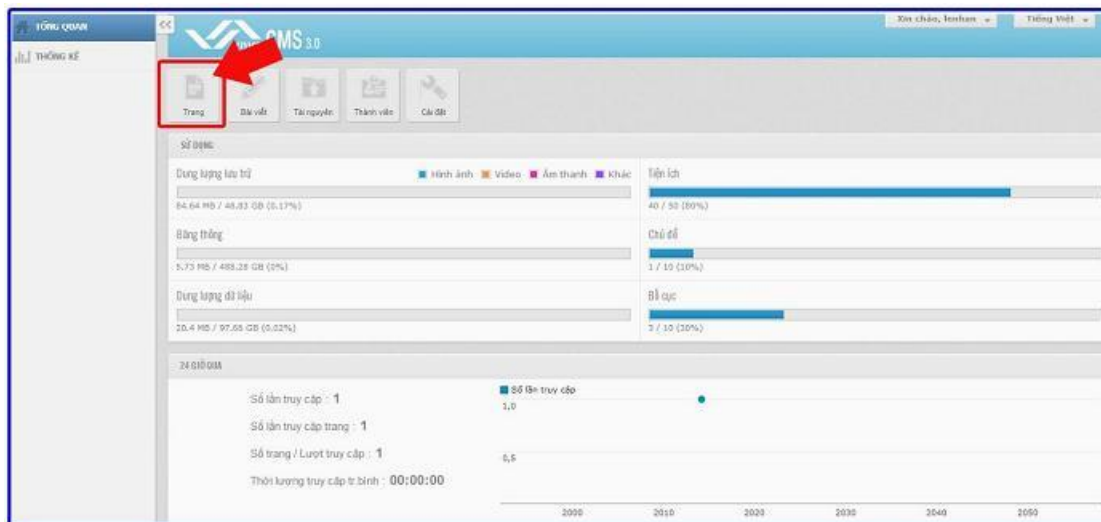 TỔNG QUAN
THỐNG KÊ
CMS 3.0
Xin chào, lenhan
Tiếng Việt
Trang
Bài viết
Tài nguyên
Thành viên
Cài đặt
SỬ DỤNG
Dung lượng lưu trữ
Hình ảnh Video Âm thanh Khác
84.64 MB / 48.83 GB (0.17%)
Tiện ích
40 / 50 (80%)
Băng thông
5.73 MB / 488.28 GB (0%)
Chủ đề
1 / 10 (10%)
Dung lượng dữ liệu
20.4 MB / 97.66 GB (0.02%)
Bố cục
3 / 10 (30%)
24 GIỜ QUA
Số lần truy cập : 1
Số lần truy cập trang : 1
Số trang / Lượt truy cập : 1
Thời lượng truy cập tr.bình : 00:00:00
Số lần truy cập
1,0
0,5
2000 2010 2020 2030 2040 2050